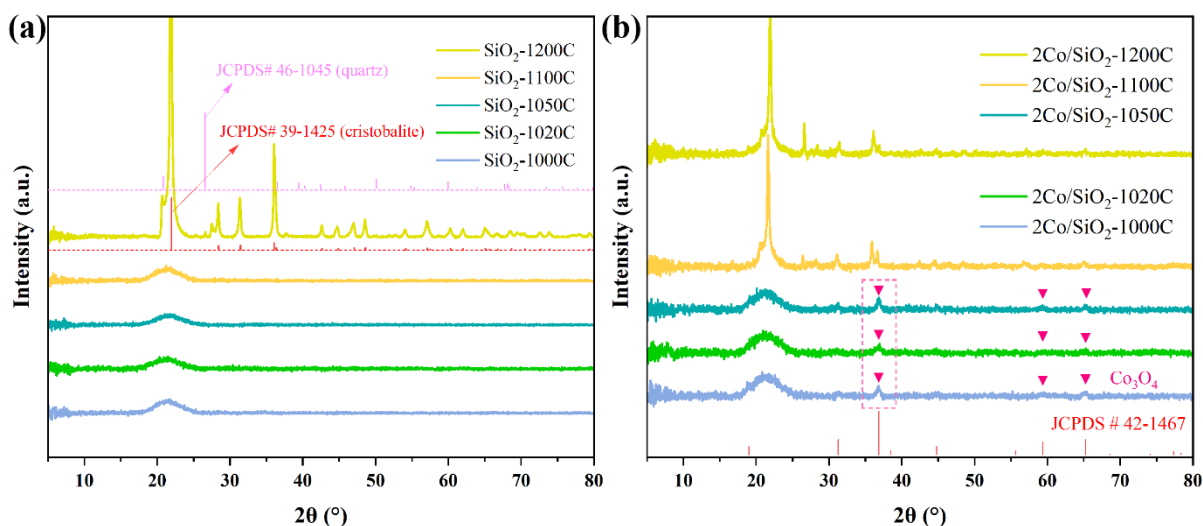 (a)
SiO₂-1200C
SiO₂-1100C
SiO₂-1050C
SiO₂-1020C
SiO₂-1000C
JCPDS# 46-1045 (quartz)
JCPDS# 39-1425 (cristobalite)
Intensity (a.u.)
10 20 30 40 50 60 70 80
2θ (°)
(b)
2Co/SiO₂-1200C
2Co/SiO₂-1100C
2Co/SiO₂-1050C
2Co/SiO₂-1020C
2Co/SiO₂-1000C
Co₃O₄
JCPDS # 42-1467
Intensity (a.u.)
10 20 30 40 50 60 70 80
2θ (°)